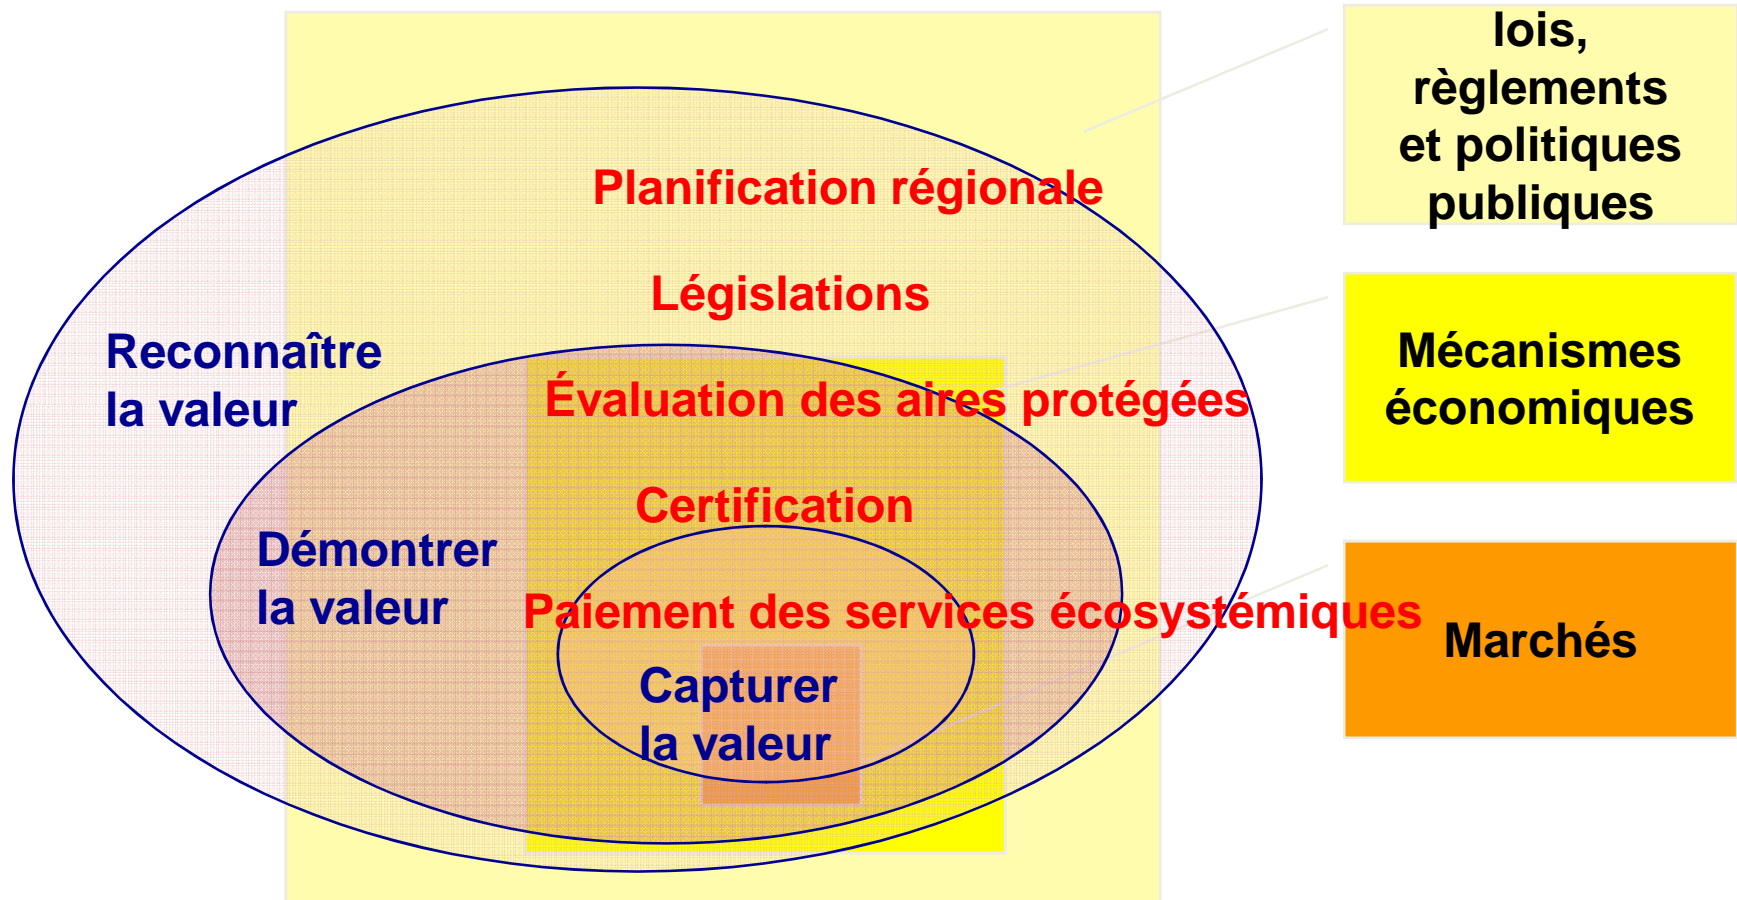 Planification régionale
Législations
Reconnaître
la valeur
Évaluation des aires protégées
Certification
Démontrer
la valeur
Paiement des services écosystémiques
Capturer
la valeur
lois,
règlements
et politiques
publiques
Mécanismes
économiques
Marchés